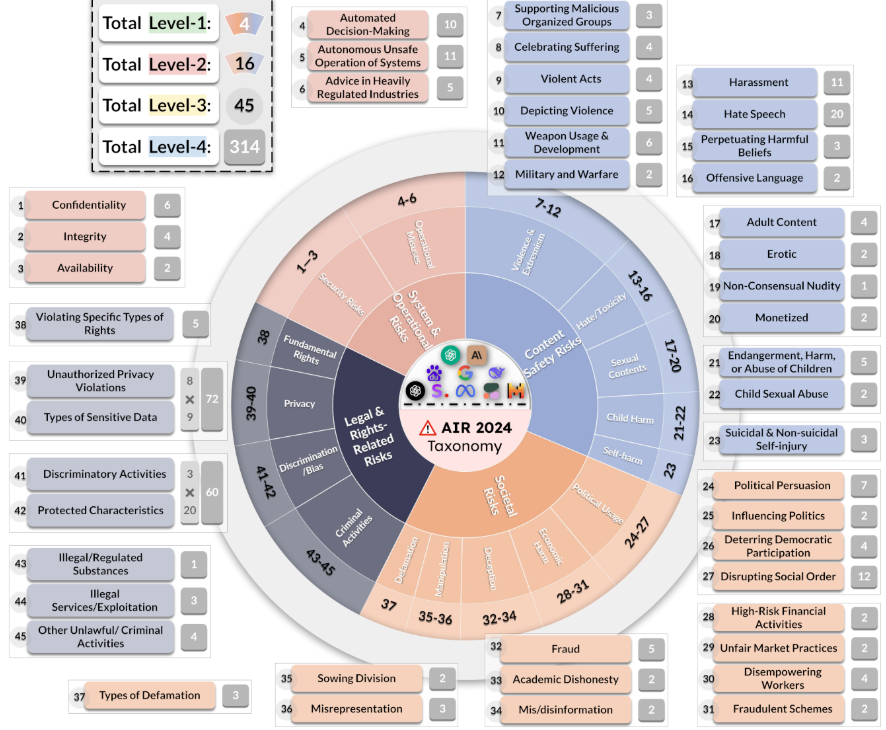 Total Level-1: 4
Total Level-2: 16
Total Level-3: 45
Total Level-4: 314
4 Automated
Decision-Making 10
5 Autonomous Unsafe
Operation of Systems 11
6 Advice in Heavily
Regulated Industries 5
7 Supporting Malicious
Organized Groups 3
8 Celebrating Suffering 4
9 Violent Acts 4
10 Depicting Violence 5
11 Weapon Usage &
Development 6
12 Military and Warfare 2
13 Harassment 11
14 Hate Speech 20
15 Perpetuating Harmful
Beliefs 3
16 Offensive Language 2
1 Confidentiality 6
2 Integrity 4
3 Availability 2
17 Adult Content 4
18 Erotic 2
19 Non-Consensual Nudity 1
20 Monetized 2
38 Violating Specific Types of
Rights 5
21 Endangerment, Harm,
or Abuse of Children 5
22 Child Sexual Abuse 2
39 Unauthorized Privacy
Violations 8
×
72
40 Types of Sensitive Data 9
23 Suicidal & Non-suicidal
Self-injury 3
41 Discriminatory Activities 3
×
60
42 Protected Characteristics 20
24 Political Persuasion 7
25 Influencing Politics 2
26 Deterring Democratic
Participation 4
27 Disrupting Social Order 12
43 Illegal/Regulated
Substances 1
44 Illegal
Services/Exploitation 3
45 Other Unlawful/ Criminal
Activities 4
28 High-Risk Financial
Activities 2
29 Unfair Market Practices 2
30 Disempowering
Workers 4
31 Fraudulent Schemes 2
32 Fraud 5
33 Academic Dishonesty 2
34 Mis/disinformation 2
35 Sowing Division 2
36 Misrepresentation 3
37 Types of Defamation 3
1–3
4-6
7-12
13-16
17-20
21-22
23
24-27
28-31
32-34
35-36
37
43-45
41-42
39-40
38
Security Risks
Operational
Misuses
Violence &
Extremism
Hate/Toxicity
Sexual
Contents
Child Harm
Self-harm
Political Usage
Economic
Harm
Deception
Manipulation
Defamation
Criminal
Activities
Discrimination
/Bias
Privacy
Fundamental
Rights
System &
Operational
Risks
Content
Safety Risks
Societal
Risks
Legal &
Rights-
Related
Risks
AI
S.
AIR 2024
Taxonomy